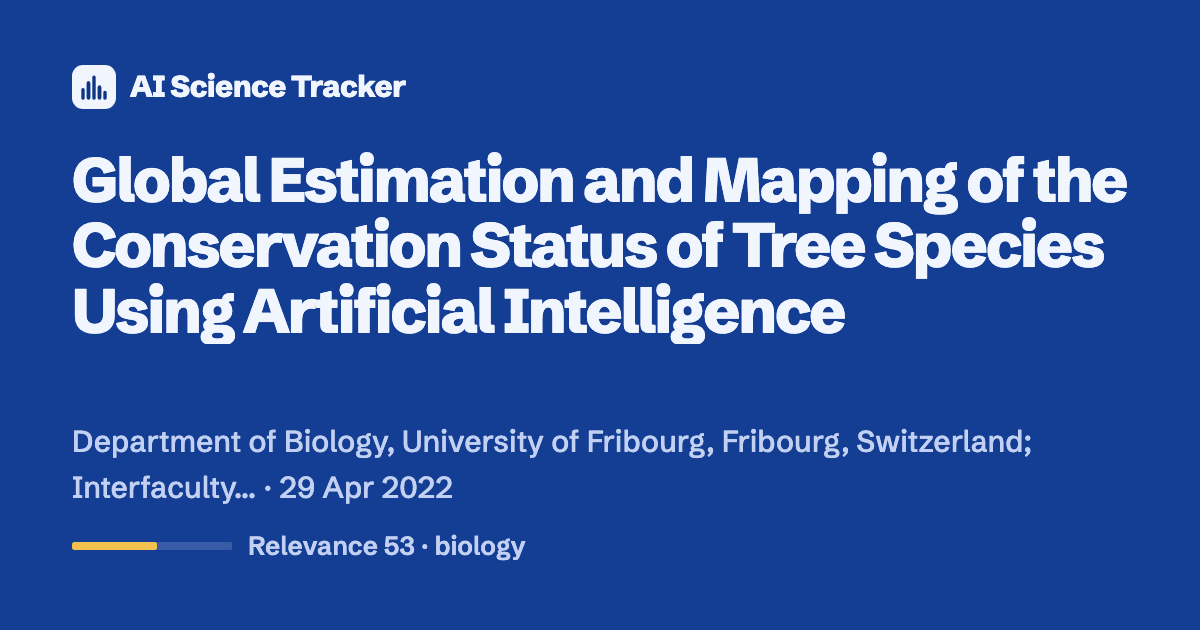 AI Science Tracker
Global Estimation and Mapping of the
Conservation Status of Tree Species
Using Artificial Intelligence
Department of Biology, University of Fribourg, Fribourg, Switzerland;
Interfaculty... · 29 Apr 2022
Relevance 53 · biology